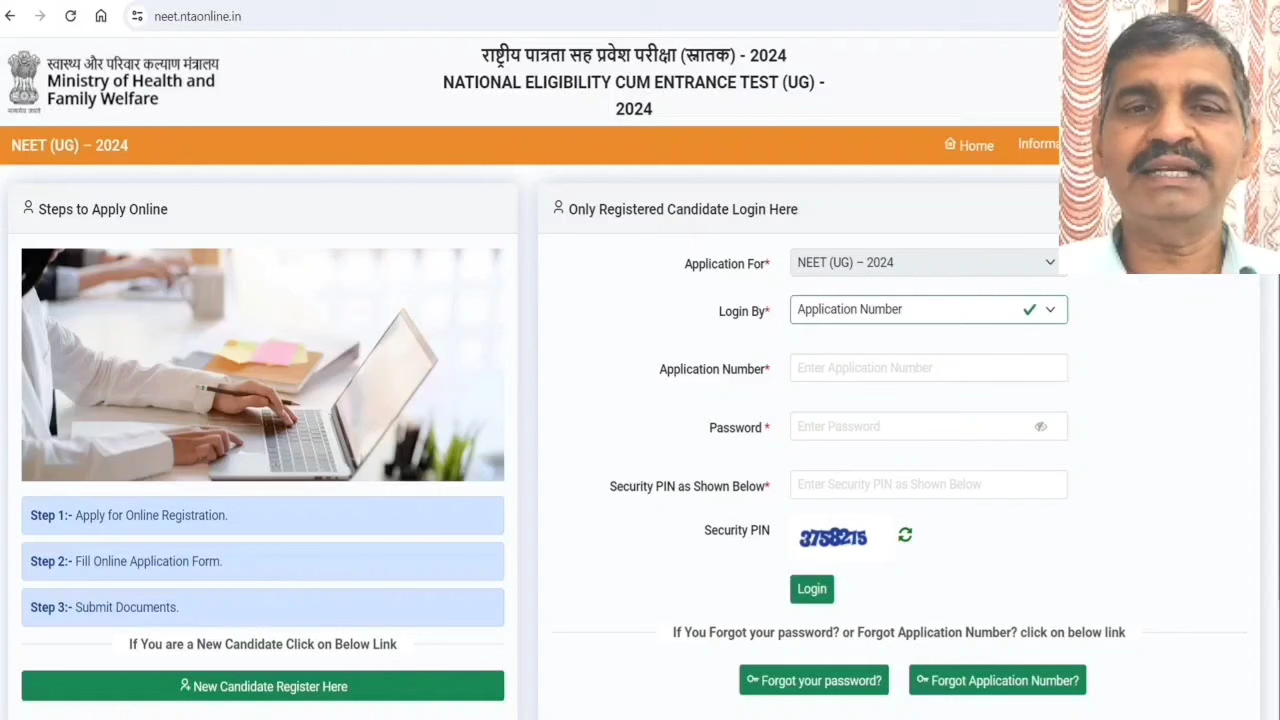 neet.ntaonline.in
स्वास्थ्य और परिवार कल्याण मंत्रालय
Ministry of Health and
Family Welfare
राष्ट्रीय पात्रता सह प्रवेश परीक्षा (स्नातक) - 2024
NATIONAL ELIGIBILITY CUM ENTRANCE TEST (UG) -
2024
NEET (UG) – 2024
Home
Steps to Apply Online
Step 1:- Apply for Online Registration.
Step 2:- Fill Online Application Form.
Step 3:- Submit Documents.
If You are a New Candidate Click on Below Link
New Candidate Register Here
Only Registered Candidate Login Here
Application For* NEET (UG) – 2024
Login By* Application Number
Application Number* Enter Application Number
Password * Enter Password
Security PIN as Shown Below* Enter Security PIN as Shown Below
Security PIN 3758215
Login
If You Forgot your password? or Forgot Application Number? click on below link
Forgot your password? Forgot Application Number?